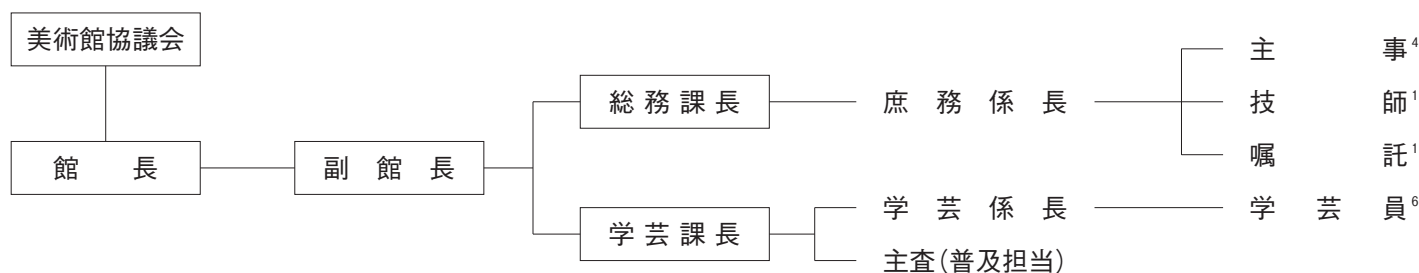 美術館協議会
館長
副館長
総務課長
庶務係長
主事4
技師1
嘱託1
学芸課長
学芸係長
学芸員6
主査(普及担当)